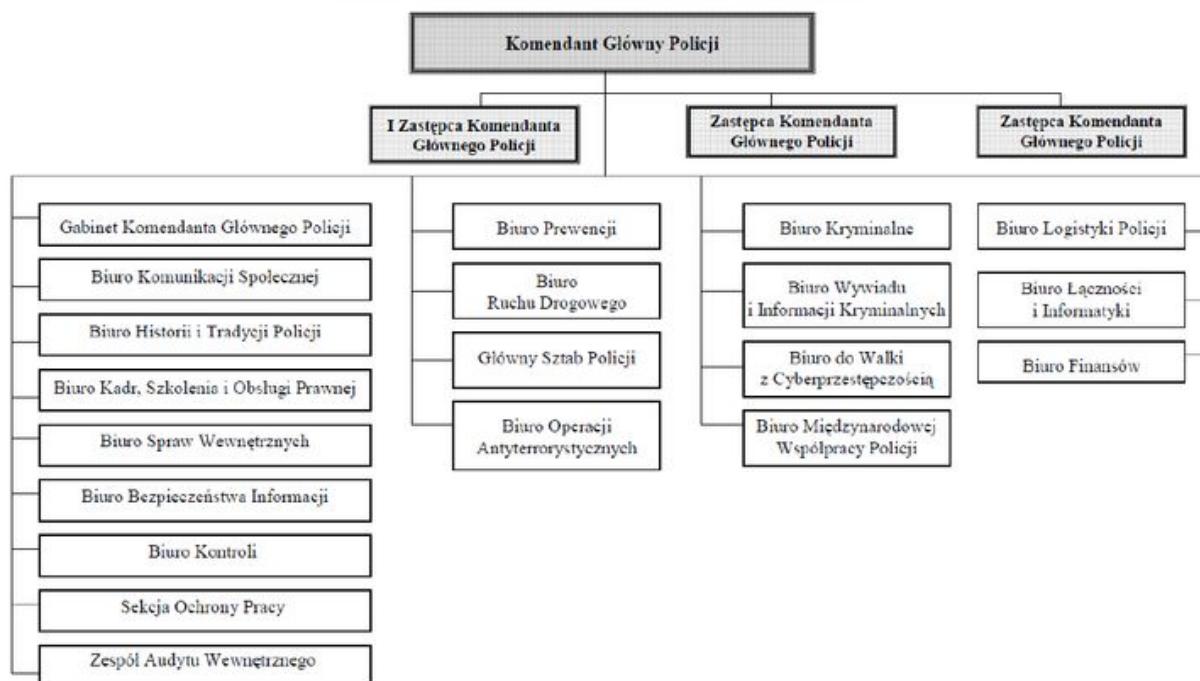 Komendant Główny Policji
I Zastępca Komendanta
Głównego Policji
Zastępca Komendanta
Głównego Policji
Zastępca Komendanta
Głównego Policji
Gabinet Komendanta Głównego Policji
Biuro Komunikacji Społecznej
Biuro Historii i Tradycji Policji
Biuro Kadr, Szkolenia i Obsługi Prawnej
Biuro Spraw Wewnętrznych
Biuro Bezpieczeństwa Informacji
Biuro Kontroli
Sekcja Ochrony Pracy
Zespół Audytu Wewnętrznego
Biuro Prewencji
Biuro
Ruchu Drogowego
Główny Sztab Policji
Biuro Operacji
Antyterrorystycznych
Biuro Kryminalne
Biuro Wywiadu
i Informacji Kryminalnych
Biuro do Walki
z Cyberprzestępczością
Biuro Międzynarodowej
Współpracy Policji
Biuro Logistyki Policji
Biuro Łączności
i Informatyki
Biuro Finansów